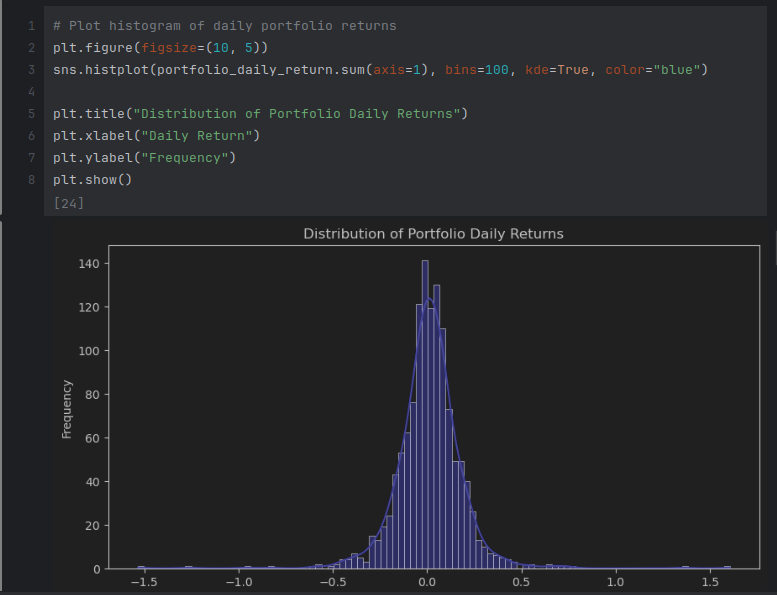 1 # Plot histogram of daily portfolio returns
2 plt.figure(figsize=(10, 5))
3 sns.histplot(portfolio_daily_return.sum(axis=1), bins=100, kde=True, color="blue")
4
5 plt.title("Distribution of Portfolio Daily Returns")
6 plt.xlabel("Daily Return")
7 plt.ylabel("Frequency")
8 plt.show()
[24]
Distribution of Portfolio Daily Returns
140
120
100
80
60
40
20
0
Frequency
−1.5 −1.0 −0.5 0.0 0.5 1.0 1.5